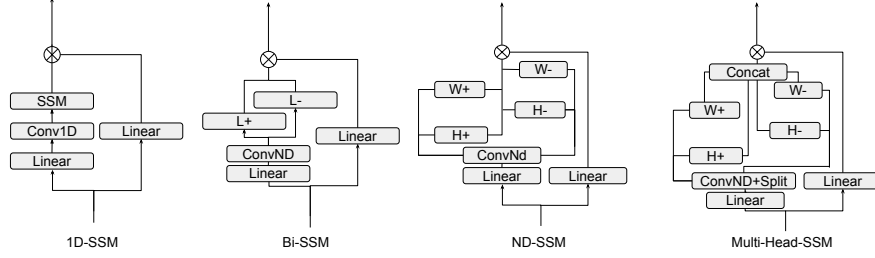 SSM
Conv1D
Linear
Linear
1D-SSM
L-
L+
ConvND
Linear
Linear
Bi-SSM
W-
W+
H-
H+
ConvNd
Linear
Linear
ND-SSM
Concat
W-
W+
H-
H+
ConvND+Split
Linear
Linear
Multi-Head-SSM